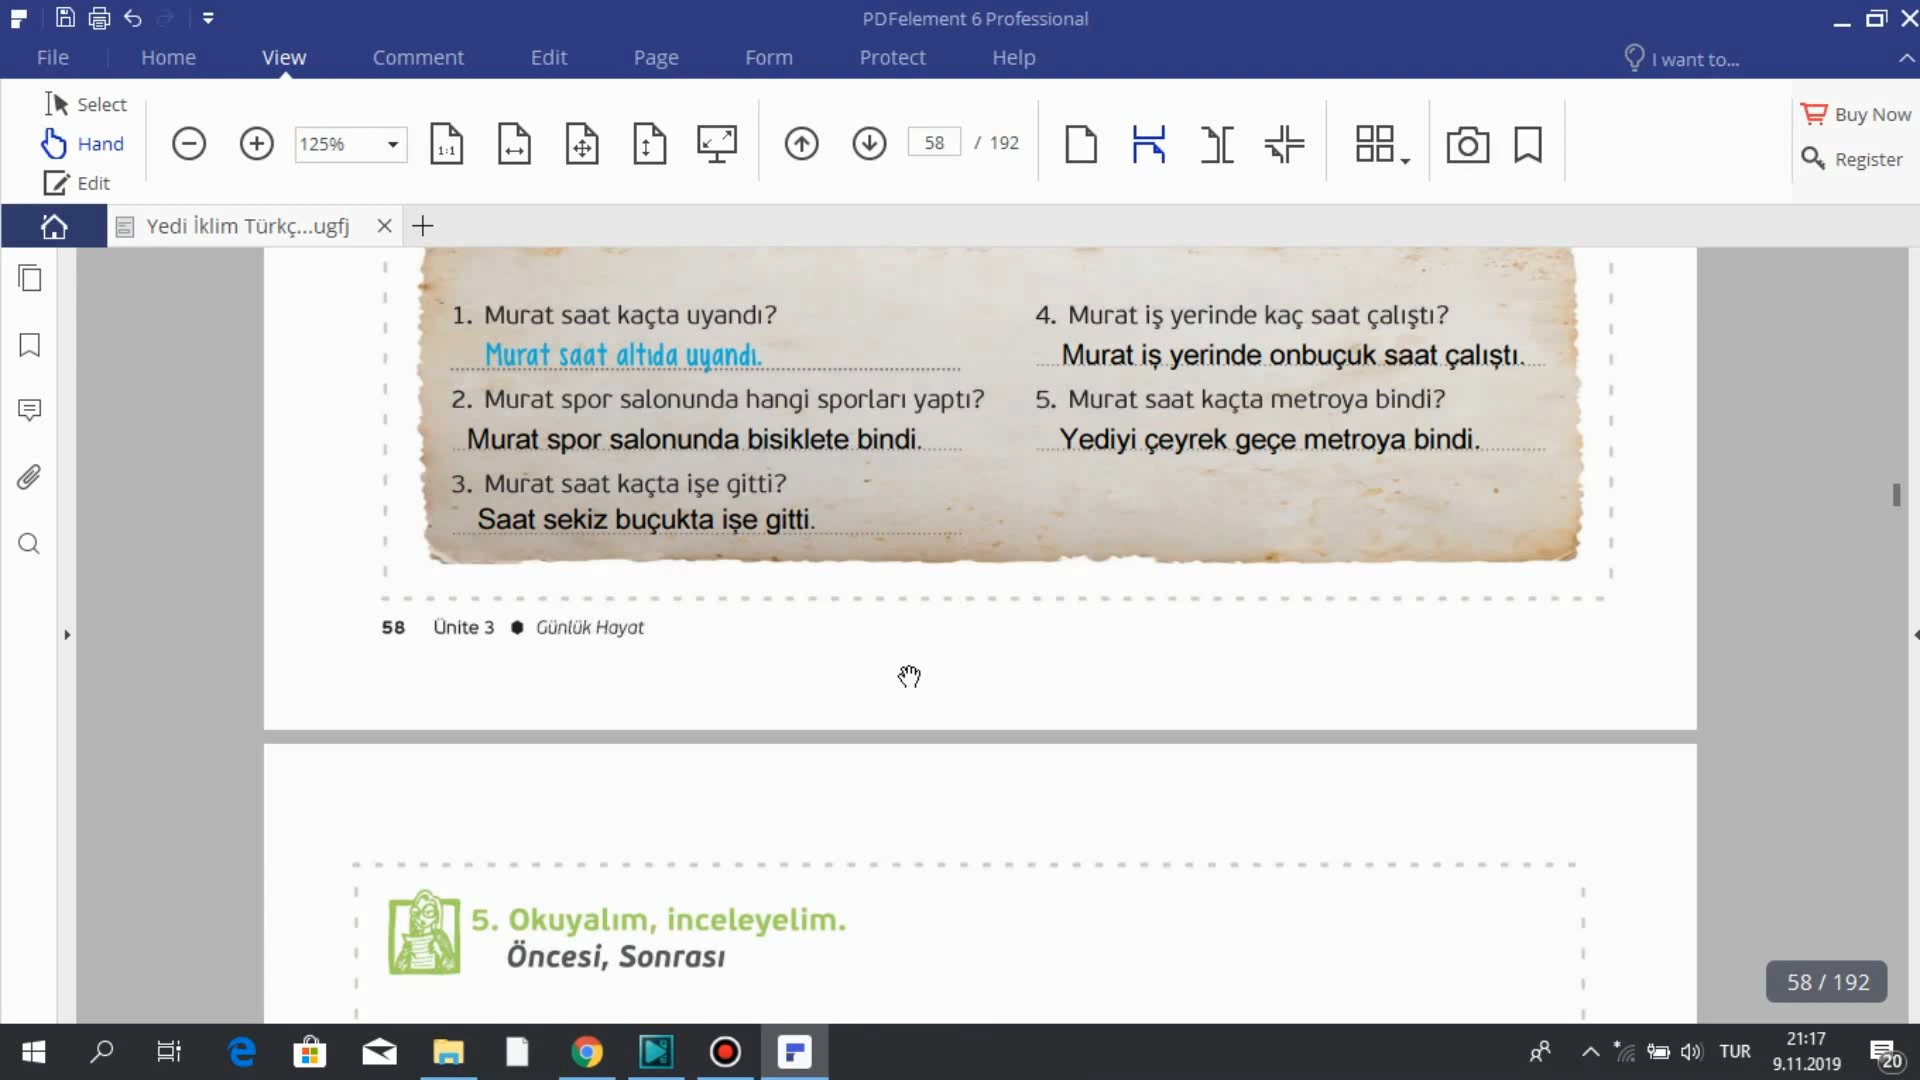 PDFelement 6 Professional
File Home View Comment Edit Page Form Protect Help I want to...
Select
Hand
Edit
125%
1:1
58 / 192
Buy Now
Register
Yedi İklim Türkç...ugfj
1. Murat saat kaçta uyandı?
Murat saat altıda uyandı.
2. Murat spor salonunda hangi sporları yaptı?
Murat spor salonunda bisiklete bindi.
3. Murat saat kaçta işe gitti?
Saat sekiz buçukta işe gitti.
4. Murat iş yerinde kaç saat çalıştı?
Murat iş yerinde onbuçuk saat çalıştı.
5. Murat saat kaçta metroya bindi?
Yediyi çeyrek geçe metroya bindi.
58 Ünite 3 Günlük Hayat
5. Okuyalım, inceleyelim.
Öncesi, Sonrası
58 / 192
TUR
21:17
9.11.2019
20